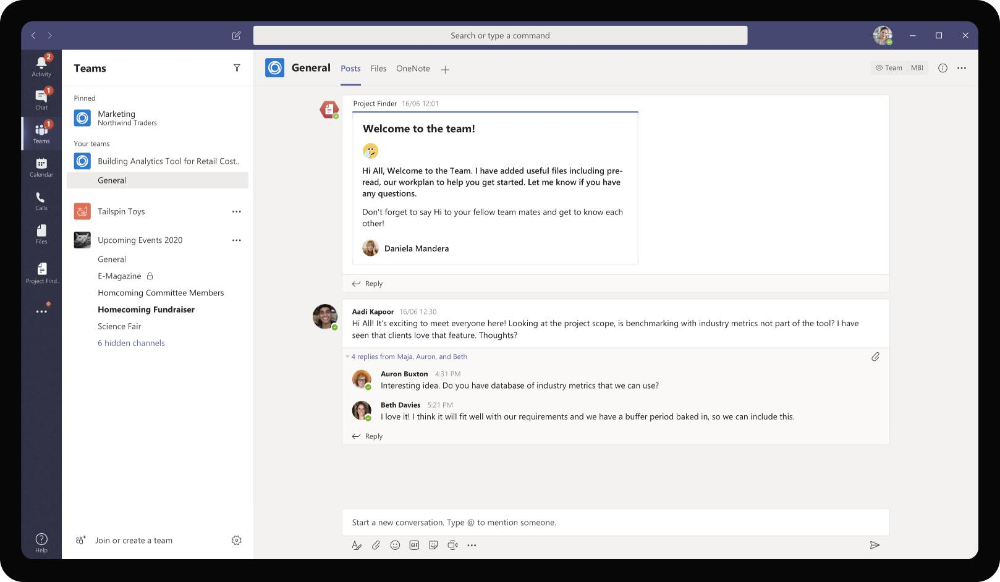 Search or type a command
2
Activity
1
Chat
1
Teams
Calendar
Calls
Files
Project Find..
Help
Teams
Pinned
Marketing
Northwind Traders
Your teams
Building Analytics Tool for Retail Cost..
General
Tailspin Toys
Upcoming Events 2020
General
E-Magazine
Homcoming Committee Members
Homecoming Fundraiser
Science Fair
6 hidden channels
Join or create a team
General Posts Files OneNote
Team MBI
Project Finder 16/06 12:01
Welcome to the team!
Hi All, Welcome to the Team. I have added useful files including pre-
read, our workplan to help you get started. Let me know if you have
any questions.
Don't forget to say Hi to your fellow team mates and get to know each
other!
Daniela Mandera
Reply
Aadi Kapoor 16/06 12:30
Hi All! It's exciting to meet everyone here! Looking at the project scope, is benchmarking with industry metrics not part of the tool? I have
seen that clients love that feature. Thoughts?
4 replies from Maja, Auron, and Beth
Auron Buxton 4:31 PM
Interesting idea. Do you have database of industry metrics that we can use?
Beth Davies 5:21 PM
I love it! I think it will fit well with our requirements and we have a buffer period baked in, so we can include this.
Reply
Start a new conversation. Type @ to mention someone.
GIF